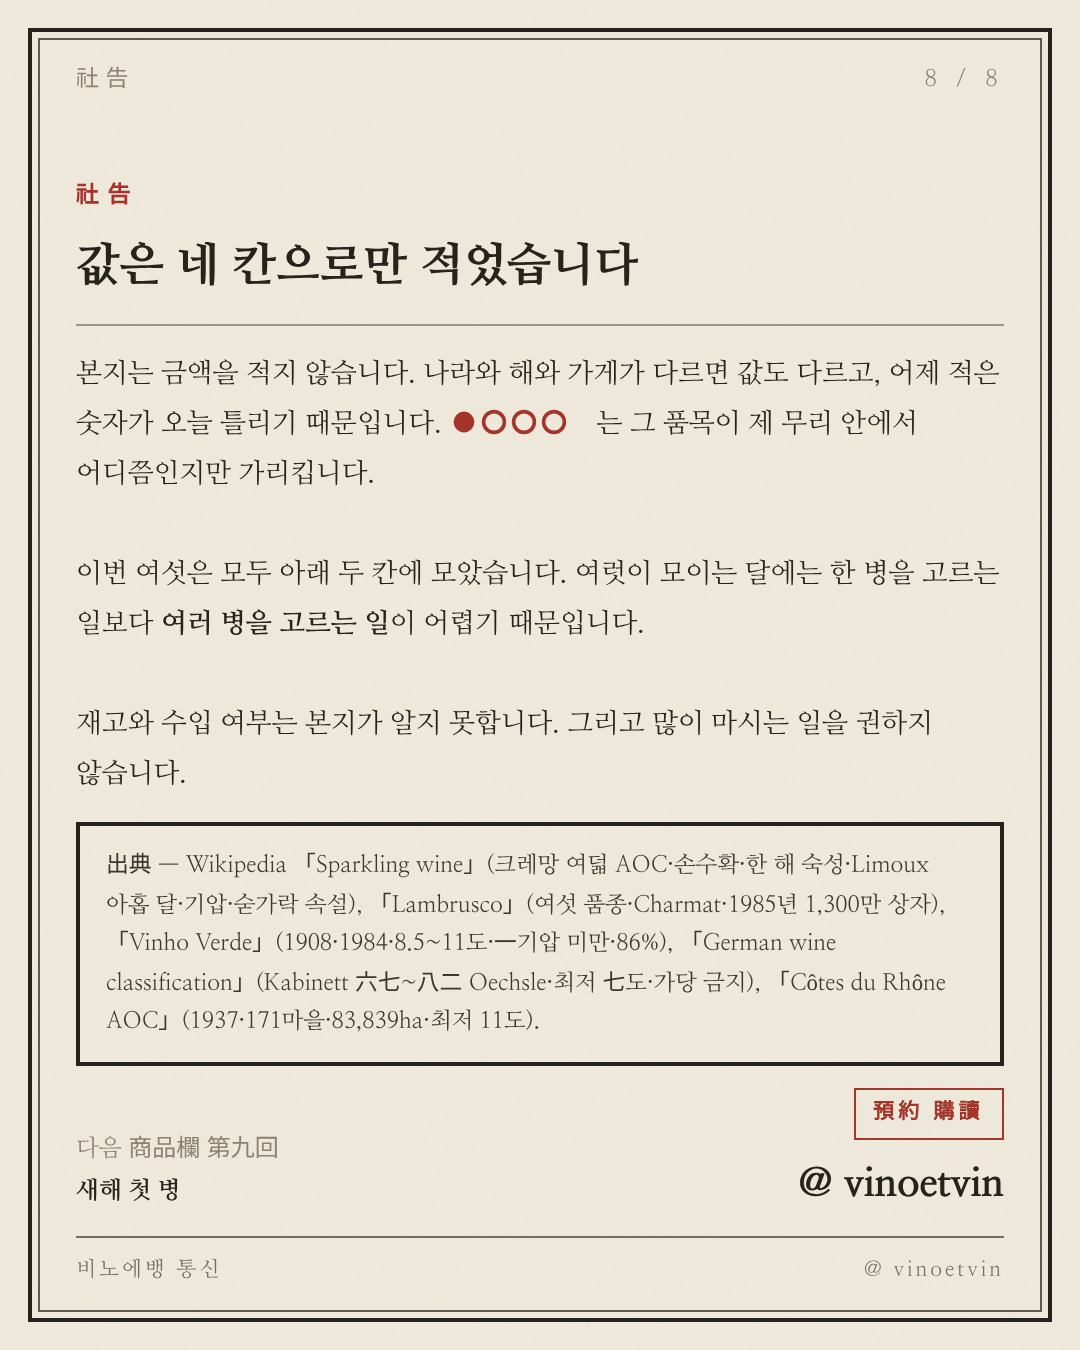 社告
8 / 8
社告
값은 네 칸으로만 적었습니다
본지는 금액을 적지 않습니다. 나라와 해와 가게가 다르면 값도 다르고, 어제 적은
숫자가 오늘 틀리기 때문입니다. ●○○○ 는 그 품목이 제 무리 안에서
어디쯤인지만 가리킵니다.
이번 여섯은 모두 아래 두 칸에 모았습니다. 여럿이 모이는 달에는 한 병을 고르는
일보다 여러 병을 고르는 일이 어렵기 때문입니다.
재고와 수입 여부는 본지가 알지 못합니다. 그리고 많이 마시는 일을 권하지
않습니다.
出典 — Wikipedia 「Sparkling wine」(크레망 여덟 AOC·손수확·한 해 숙성·Limoux
아홉 달·기압·숟가락 속설), 「Lambrusco」(여섯 품종·Charmat·1985년 1,300만 상자),
「Vinho Verde」(1908·1984·8.5~11도·一기압 미만·86%), 「German wine
classification」(Kabinett 六七~八二 Oechsle·최저 七도·가당 금지), 「Côtes du Rhône
AOC」(1937·171마을·83,839ha·최저 11도).
預約 購讀
다음 商品欄 第九回
새해 첫 병
@ vinoetvin
비노에뱅 통신
@ vinoetvin